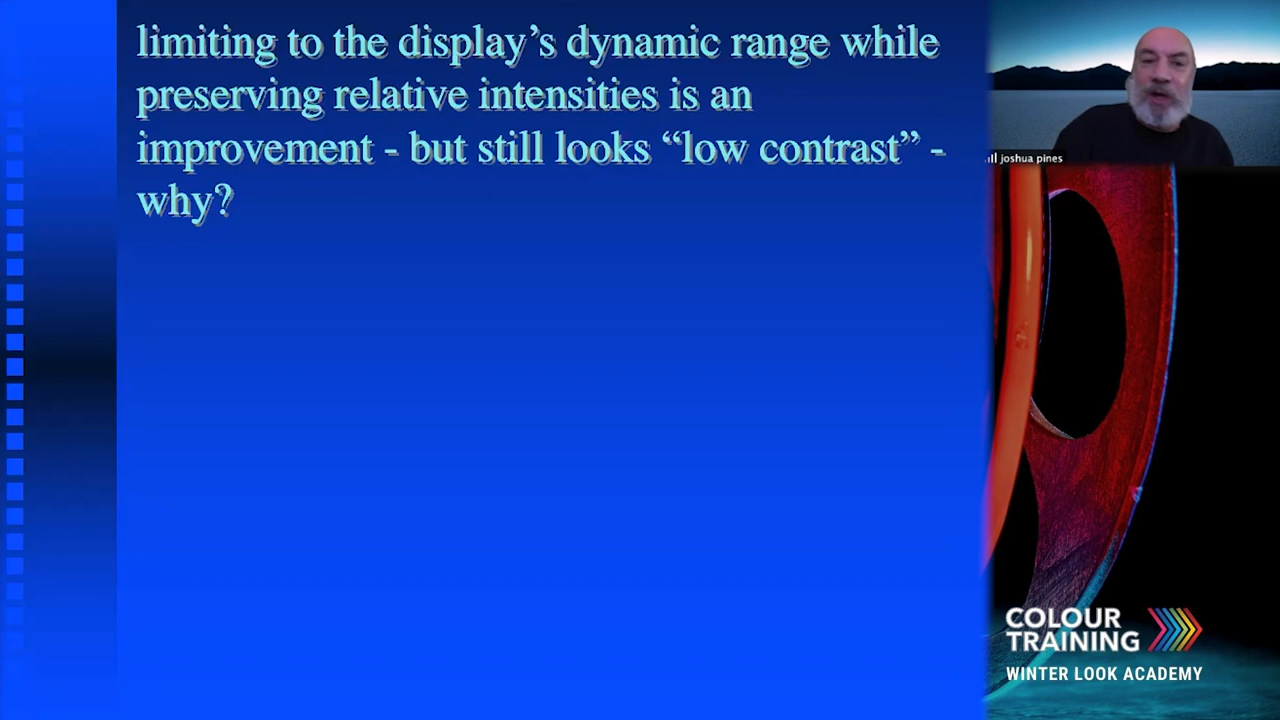 limiting to the display’s dynamic range while
preserving relative intensities is an
improvement - but still looks “low contrast” -
why?
joshua pines
COLOUR
TRAINING
WINTER LOOK ACADEMY